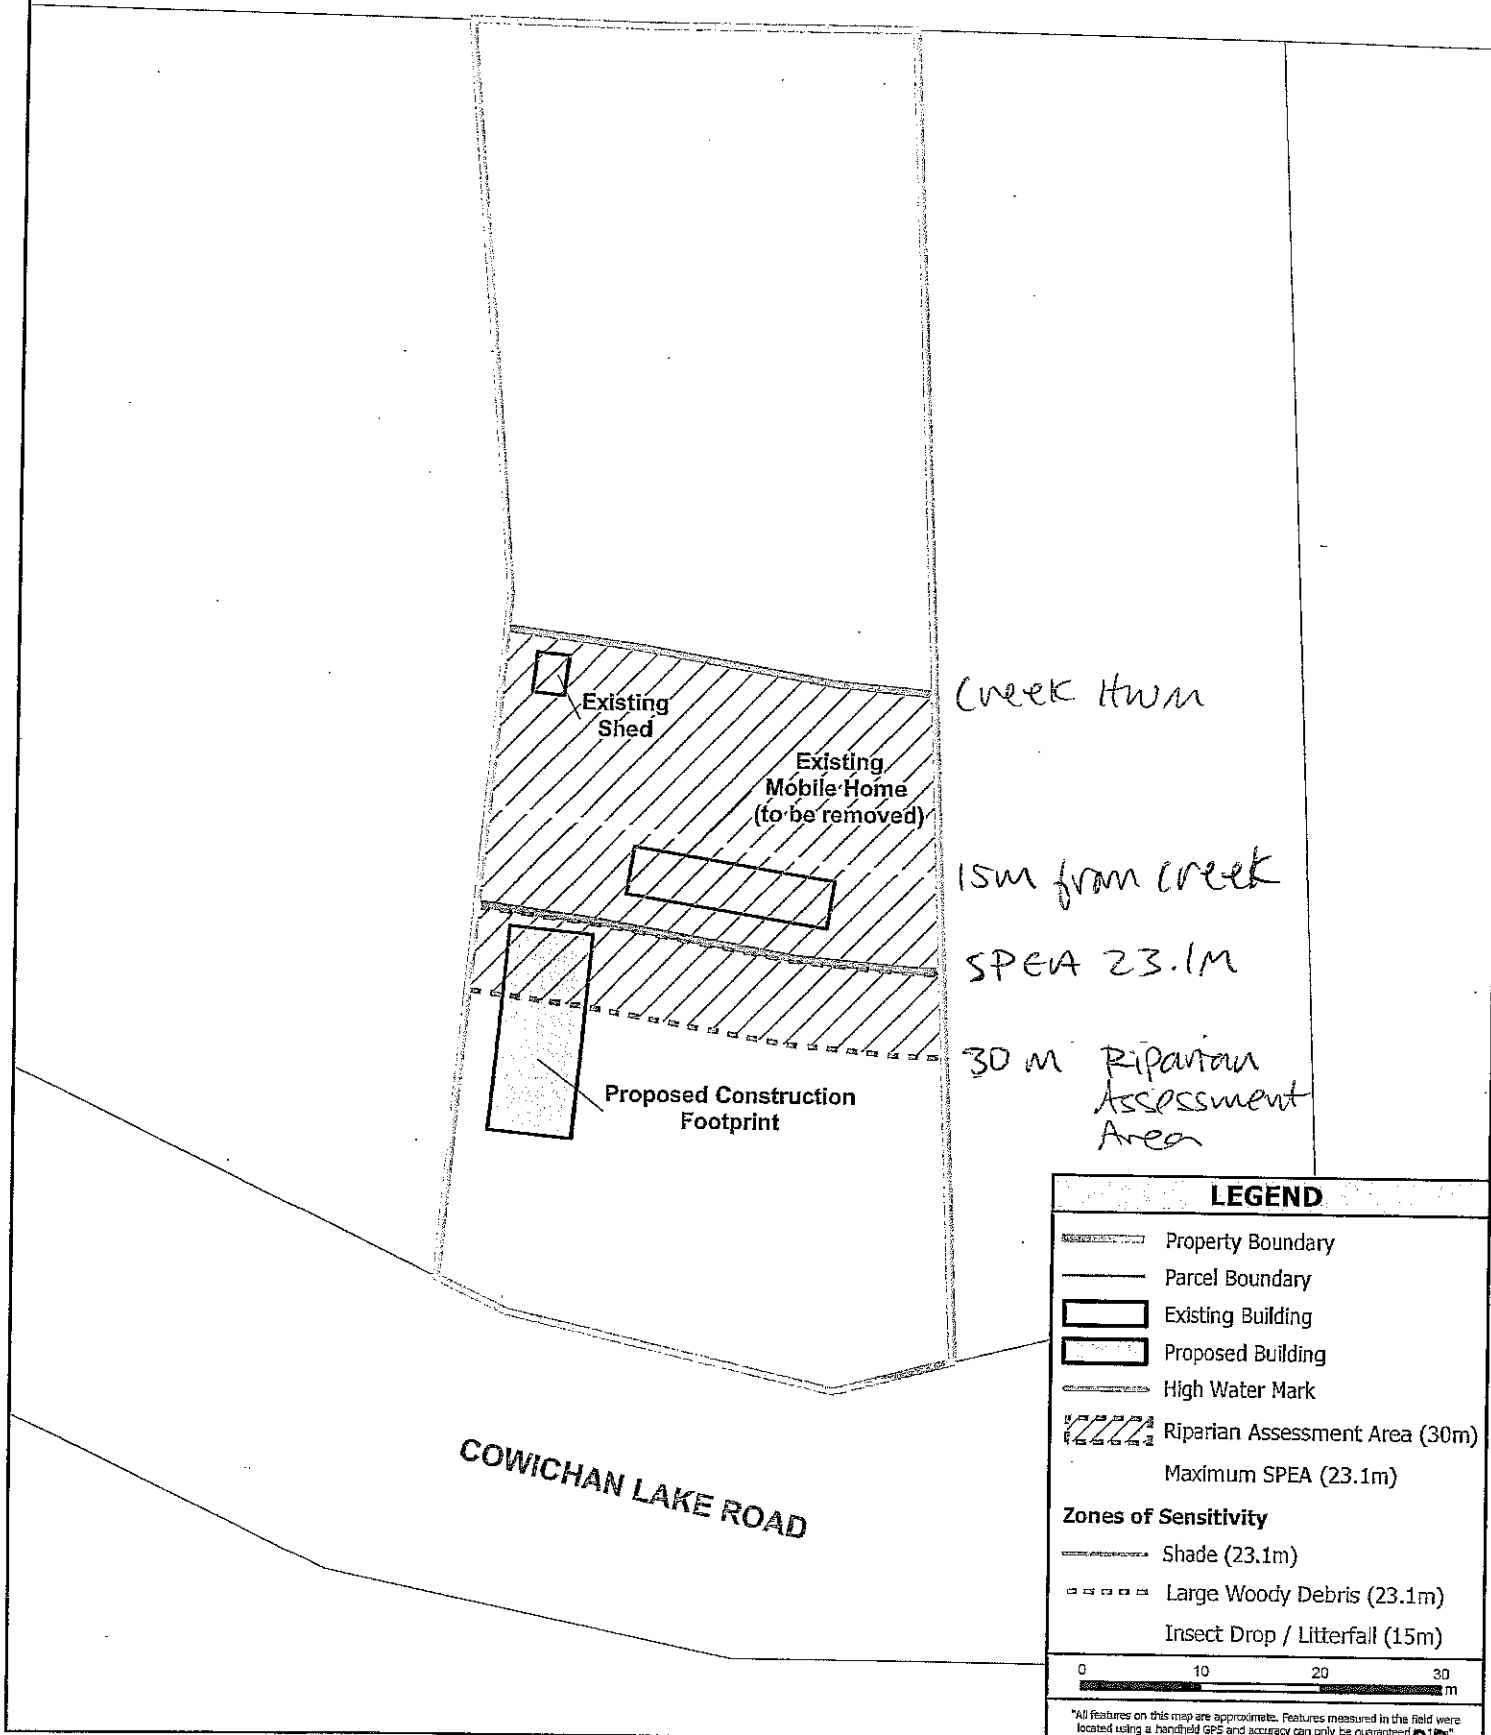 Existing
Shed
Creek HWM
Existing
Mobile Home
(to be removed)
15m from creek
SPEA 23.1M
30 m Riparian
Assessment
Area
Proposed Construction
Footprint
COWICHAN LAKE ROAD
LEGEND
Property Boundary
Parcel Boundary
Existing Building
Proposed Building
High Water Mark
Riparian Assessment Area (30m)
Maximum SPEA (23.1m)
Zones of Sensitivity
Shade (23.1m)
Large Woody Debris (23.1m)
Insect Drop / Litterfall (15m)
0 10 20 30
m
"All features on this map are approximate. Features measured in the field were
located using a handheld GPS and accuracy can only be guaranteed